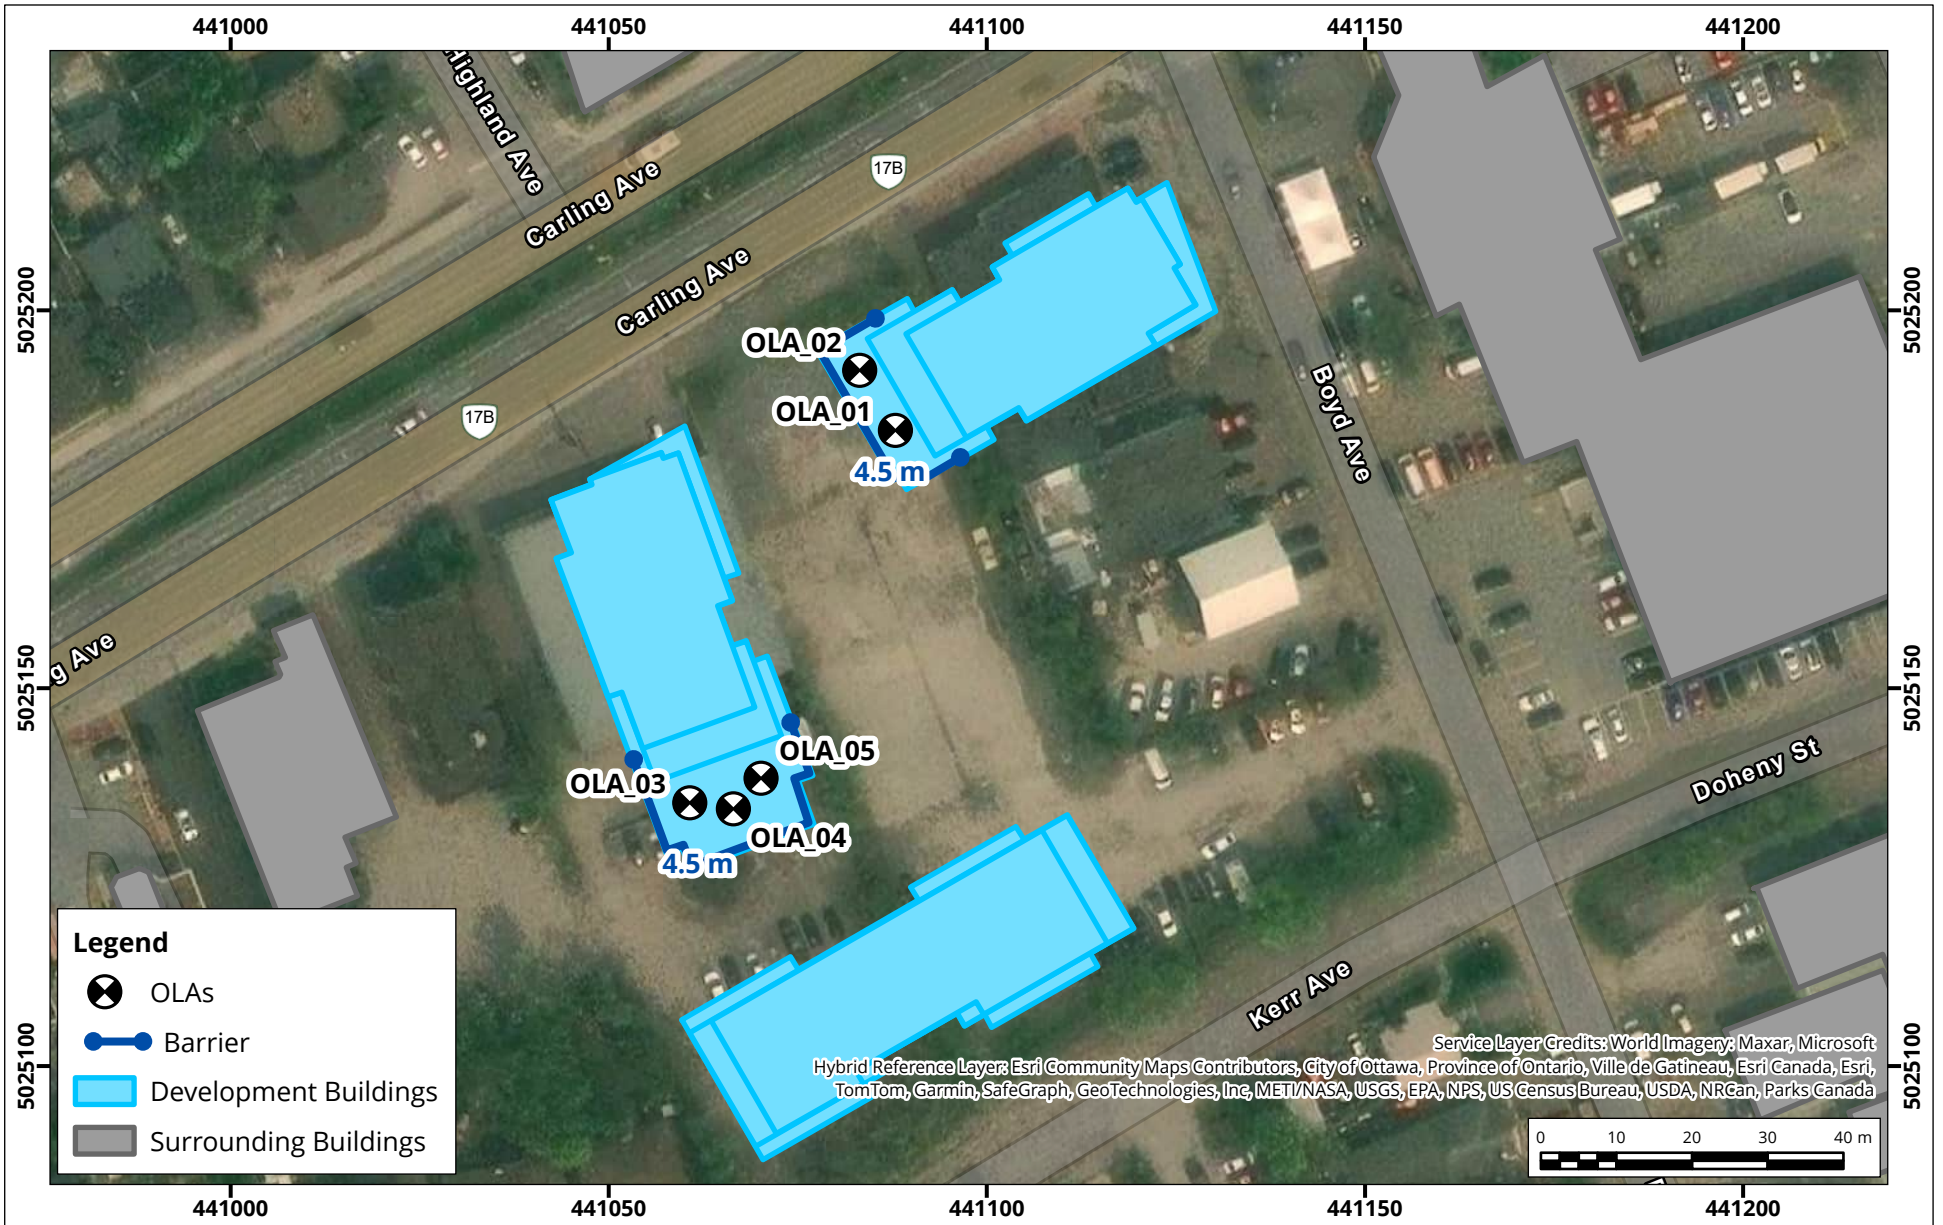 441000 441050 441100 441150 441200
Highland Ave
Carling Ave
17B
Carling Ave
17B
5025200
5025200
OLA_02
OLA_01
4.5 m
Boyd Ave
g Ave
5025150
5025150
OLA_05
OLA_03
OLA_04
4.5 m
Doheny St
Kerr Ave
Legend
OLAs
Barrier
Development Buildings
Surrounding Buildings
5025100
5025100
Service Layer Credits: World Imagery: Maxar, Microsoft
Hybrid Reference Layer: Esri Community Maps Contributors, City of Ottawa, Province of Ontario, Ville de Gatineau, Esri Canada, Esri,
TomTom, Garmin, SafeGraph, GeoTechnologies, Inc, METI/NASA, USGS, EPA, NPS, US Census Bureau, USDA, NRCan, Parks Canada
0 10 20 30 40 m
441000 441050 441100 441150 441200